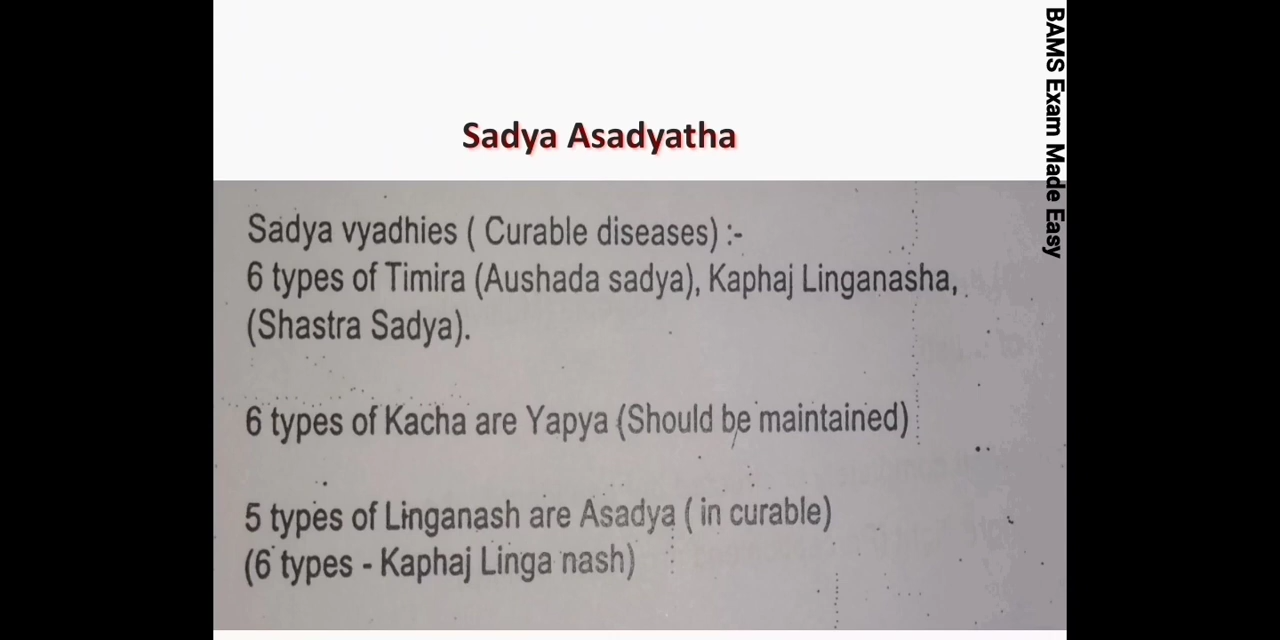 Sadya Asadyatha
BAMS Exam Made Easy
Sadya vyadhies ( Curable diseases) :-
6 types of Timira (Aushada sadya), Kaphaj Linganasha,
(Shastra Sadya).
6 types of Kacha are Yapya (Should be maintained)
5 types of Linganash are Asadya ( in curable)
(6 types - Kaphaj Linga nash)